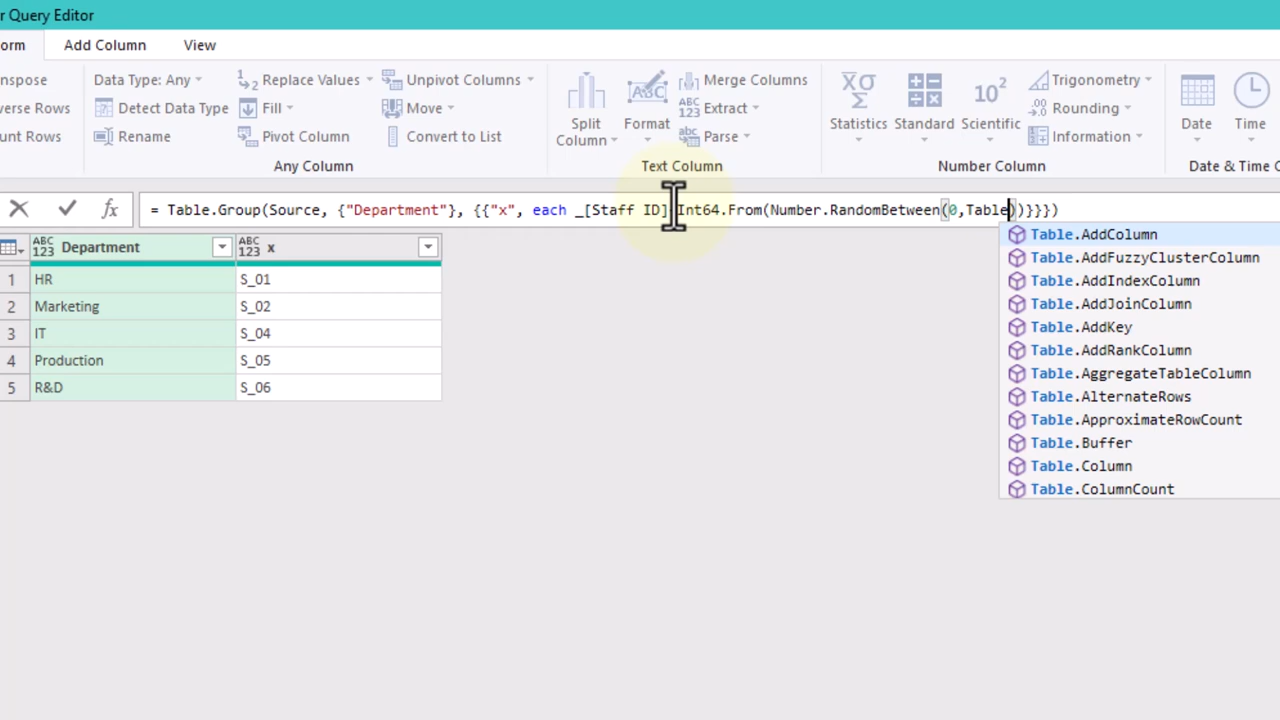 r Query Editor
orm Add Column View
nspose Data Type: Any Replace Values Unpivot Columns Merge Columns Trigonometry
erse Rows Detect Data Type Fill Move Split Column Format Extract Statistics Standard Scientific Rounding Date Time
unt Rows Rename Pivot Column Convert to List Parse Information
Any Column Text Column Number Column Date & Time C
= Table.Group(Source, {"Department"}, {{"x", each _[Staff ID] Int64.From(Number.RandomBetween(0,Table))}}})
ABC 123 Department ABC 123 x
1 HR S_01
2 Marketing S_02
3 IT S_04
4 Production S_05
5 R&D S_06
Table.AddColumn
Table.AddFuzzyClusterColumn
Table.AddIndexColumn
Table.AddJoinColumn
Table.AddKey
Table.AddRankColumn
Table.AggregateTableColumn
Table.AlternateRows
Table.ApproximateRowCount
Table.Buffer
Table.Column
Table.ColumnCount